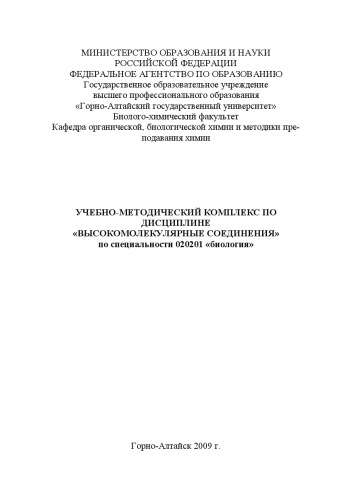 МИНИСТЕРСТВО ОБРАЗОВАНИЯ И НАУКИ
РОССИЙСКОЙ ФЕДЕРАЦИИ
ФЕДЕРАЛЬНОЕ АГЕНТСТВО ПО ОБРАЗОВАНИЮ
Государственное образовательное учреждение
высшего профессионального образования
«Горно-Алтайский государственный университет»
Биолого-химический факультет
Кафедра органической, биологической химии и методики пре-
подавания химии
УЧЕБНО-МЕТОДИЧЕСКИЙ КОМПЛЕКС ПО
ДИСЦИПЛИНЕ
«ВЫСОКОМОЛЕКУЛЯРНЫЕ СОЕДИНЕНИЯ»
по специальности 020201 «биология»
Горно-Алтайск 2009 г.